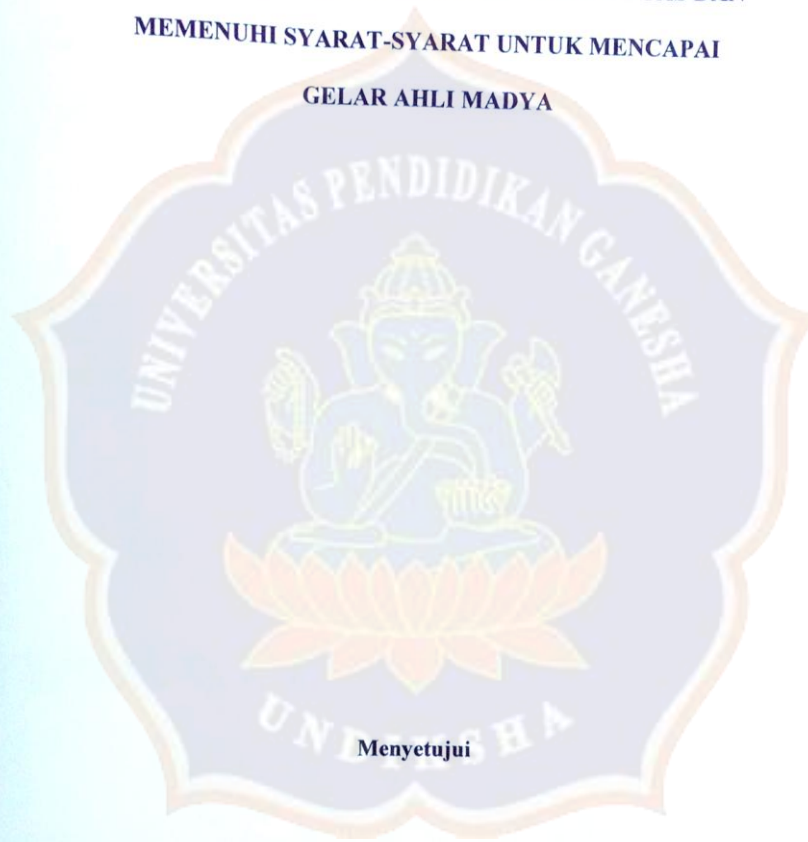 MEMENUHI SYARAT-SYARAT UNTUK MENCAPAI
GELAR AHLI MADYA
UNIVERSITAS PENDIDIKAN GANESHA
UNDIKSHA
Menyetujui